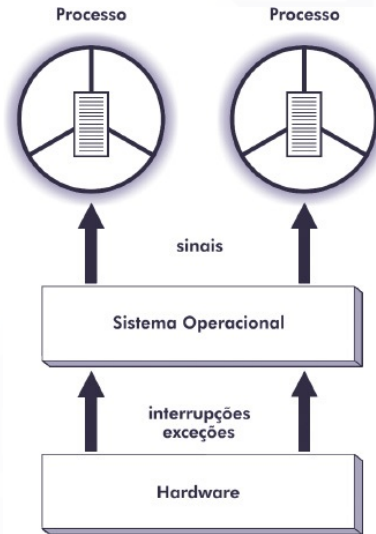 Processo Processo
sinais
Sistema Operacional
interrupções
exceções
Hardware